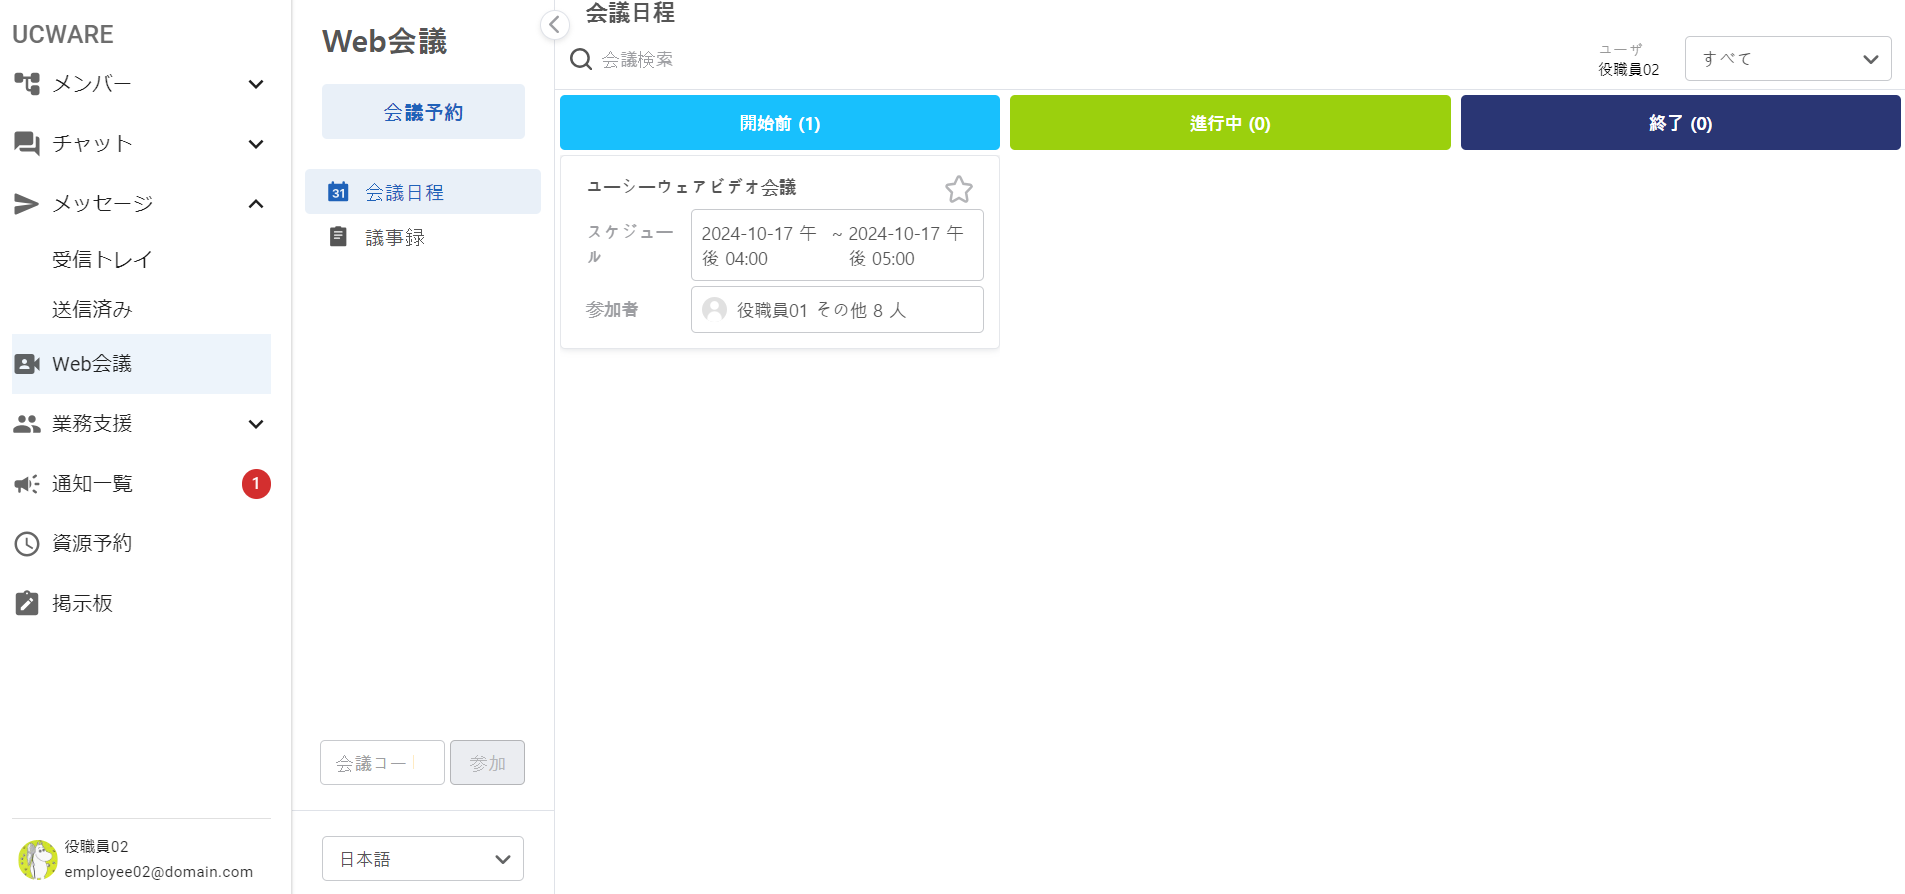 UCWARE
メンバー
チャット
メッセージ
受信トレイ
送信済み
Web会議
業務支援
通知一覧
1
資源予約
掲示板
役職員02
employee02@domain.com
Web会議
会議予約
31
会議日程
議事録
会議コー
参加
日本語
会議日程
会議検索
ユーザ
役職員02
すべて
開始前 (1)
進行中 (0)
終了 (0)
ユーシーウェアビデオ会議
スケジュー
ル
2024-10-17 午
後 04:00
~
2024-10-17 午
後 05:00
参加者
役職員01 その他 8 人